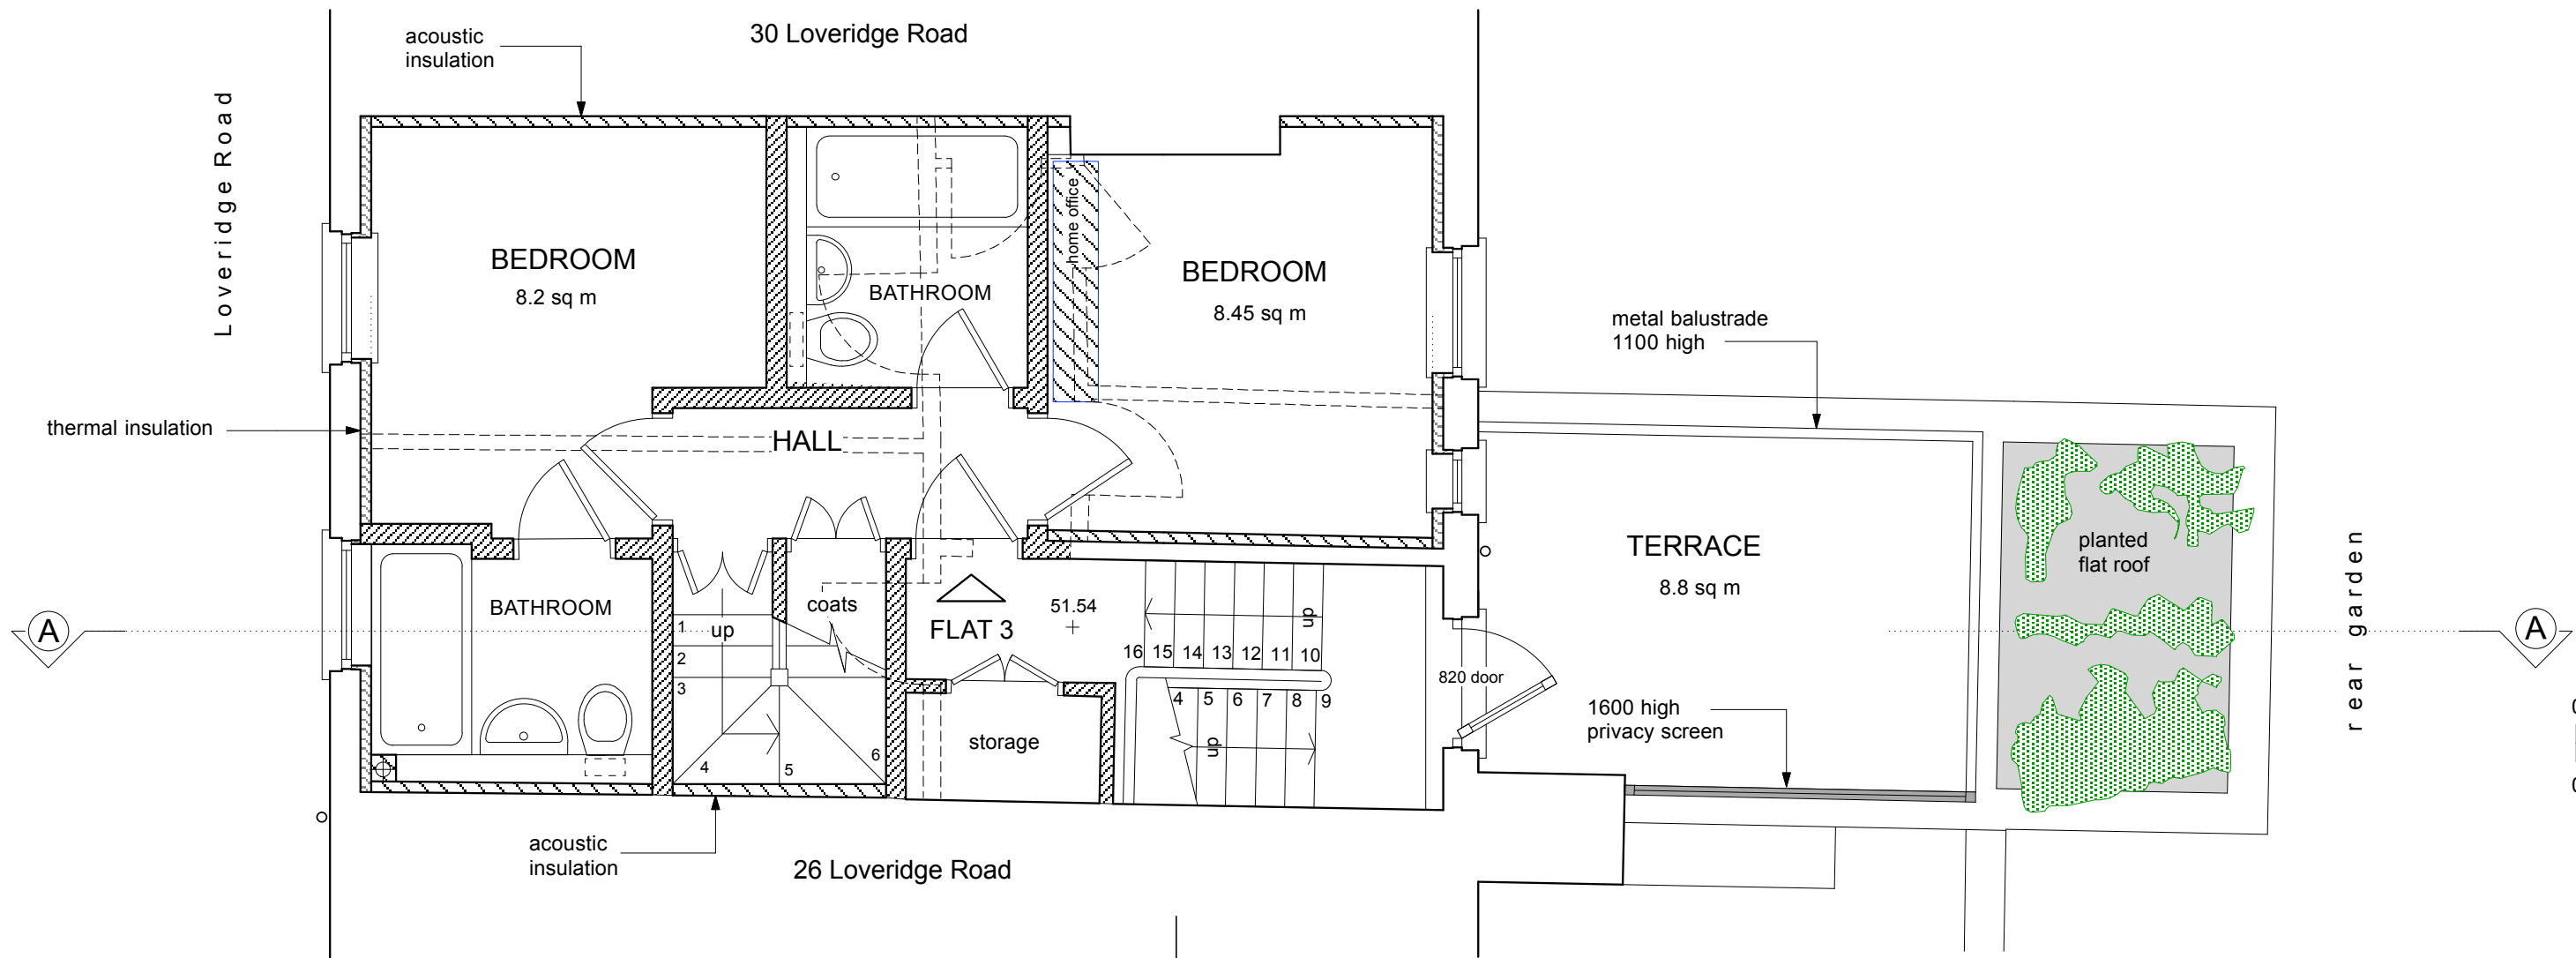 30 Loveridge Road
acoustic
insulation
Loveridge Road
home office
BEDROOM
8.2 sq m
BATHROOM
BEDROOM
8.45 sq m
metal balustrade
1100 high
thermal insulation
HALL
TERRACE
8.8 sq m
planted
flat roof
rear garden
A
A
BATHROOM
coats
up
1
2
3
4
5
6
FLAT 3
51.54
up
16 15 14 13 12 11 10
4 5 6 7 8 9
up
820 door
storage
1600 high
privacy screen
acoustic
insulation
26 Loveridge Road